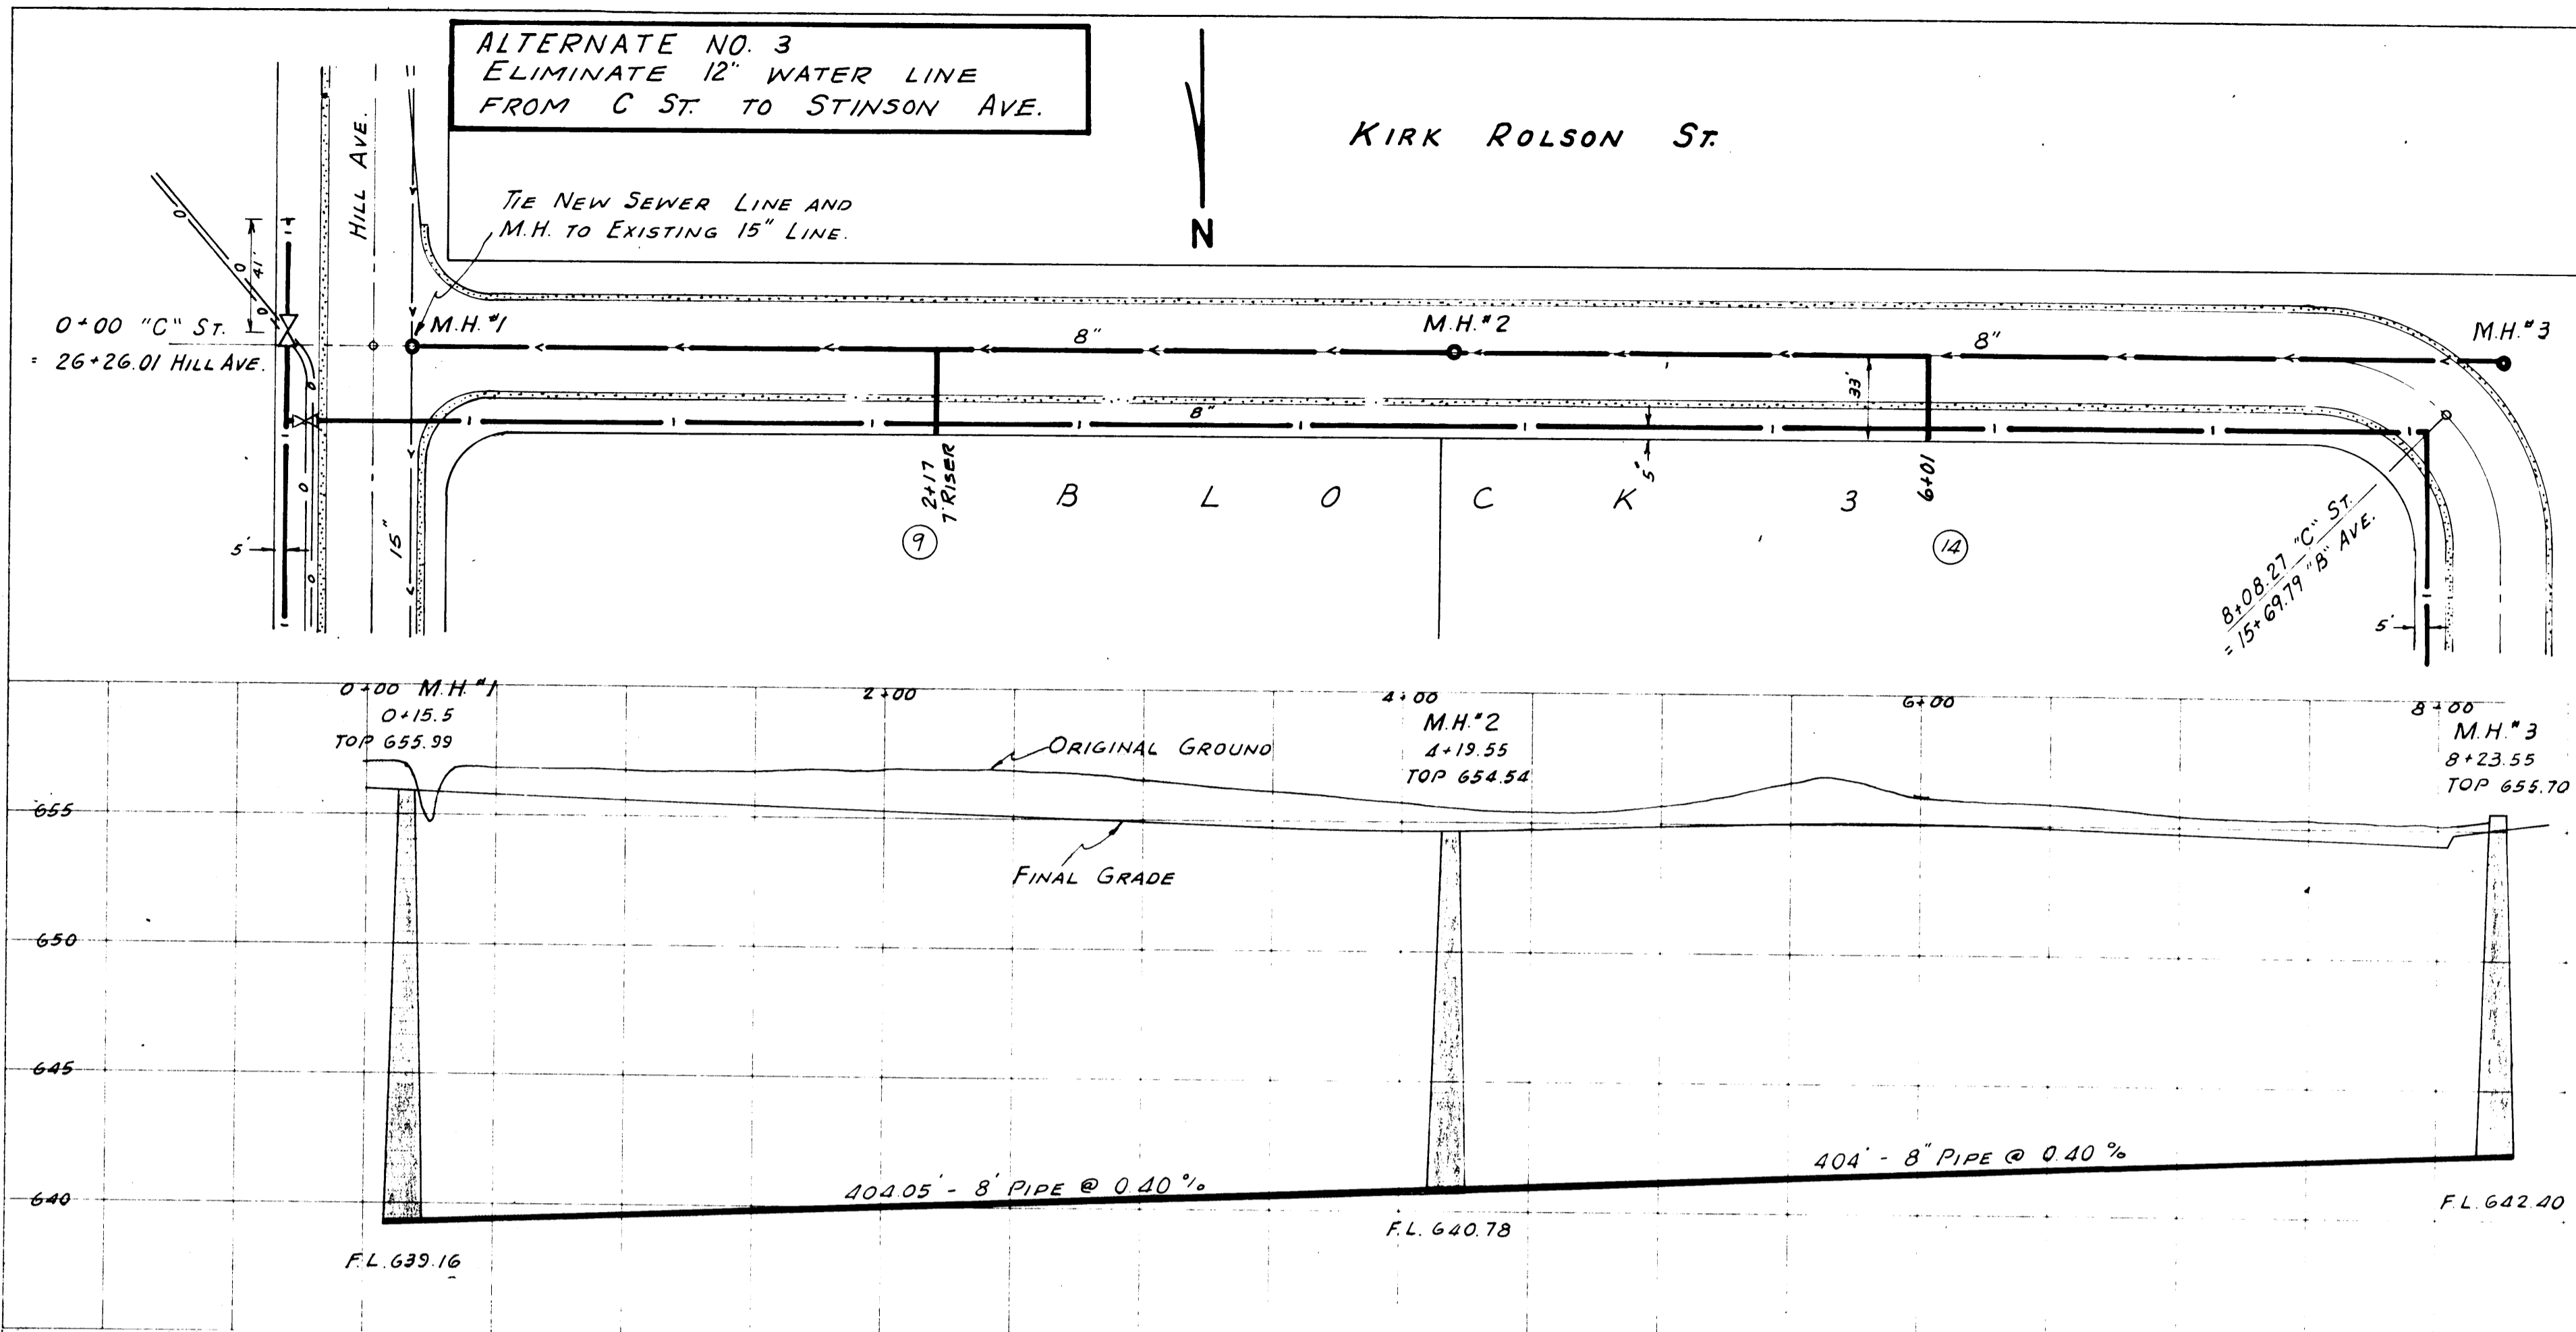 ALTERNATE NO. 3
ELIMINATE 12" WATER LINE
FROM C ST. TO STINSON AVE.
KIRK ROLSON ST.
HILL AVE.
TIE NEW SEWER LINE AND
M.H. TO EXISTING 15" LINE.
N
41'
0+00 "C" ST.
= 26+26.01 HILL AVE.
M.H. #1
8"
M.H. #2
8"
M.H. #3
33'
8"
5'
2+17
7' RISER
6+01
B L O C K 3
15"
5'
9
14
8+08.27 "C" ST.
= 15+69.79 "B" AVE.
5'
0+00 M.H. #1
0+15.5
TOP 655.99
2+00
4+00
M.H. #2
4+19.55
TOP 654.54
6+00
8+00
M.H. #3
8+23.55
TOP 655.70
ORIGINAL GROUND
FINAL GRADE
655
650
645
640
404.05' - 8' PIPE @ 0.40 %
404' - 8" PIPE @ 0.40 %
F.L. 639.16
F.L. 640.78
F.L. 642.40